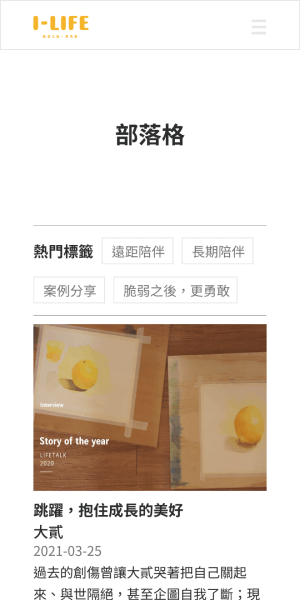 I-LIFE
部落格
熱門標籤
遠距陪伴
長期陪伴
案例分享
脆弱之後，更勇敢
Interview
Story of the year
LIFETALK
2020
跳躍，抱住成長的美好
大貳
2021-03-25
過去的創傷曾讓大貳哭著把自己關起
來、與世隔絕，甚至企圖自我了斷；現